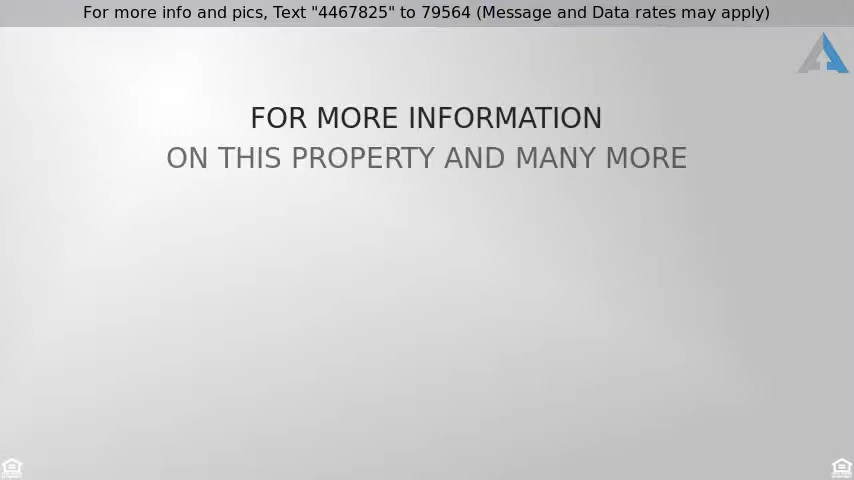 For more info and pics, Text "4467825" to 79564 (Message and Data rates may apply)
FOR MORE INFORMATION
ON THIS PROPERTY AND MANY MORE